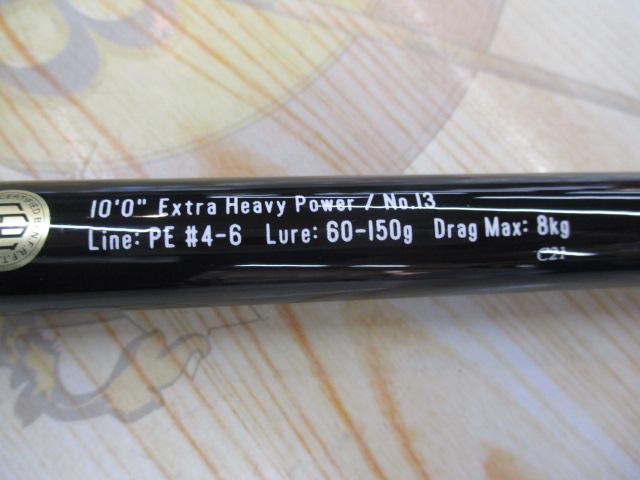 10'0" Extra Heavy Power / No.13
Line: PE #4-6 Lure: 60-150g Drag Max: 8kg
C21